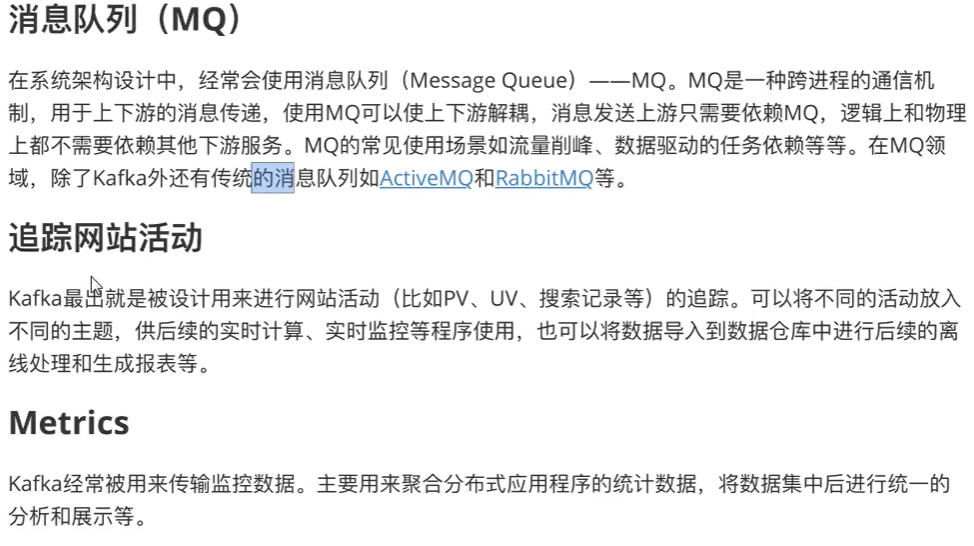 消息队列（MQ）
在系统架构设计中，经常会使用消息队列（Message Queue）——MQ。MQ是一种跨进程的通信机
制，用于上下游的消息传递，使用MQ可以使上下游解耦，消息发送上游只需要依赖MQ，逻辑上和物理
上都不需要依赖其他下游服务。MQ的常见使用场景如流量削峰、数据驱动的任务依赖等等。在MQ领
域，除了Kafka外还有传统的消息队列如ActiveMQ和RabbitMQ等。
追踪网站活动
Kafka最出就是被设计用来进行网站活动（比如PV、UV、搜索记录等）的追踪。可以将不同的活动放入
不同的主题，供后续的实时计算、实时监控等程序使用，也可以将数据导入到数据仓库中进行后续的离
线处理和生成报表等。
Metrics
Kafka经常被用来传输监控数据。主要用来聚合分布式应用程序的统计数据，将数据集中后进行统一的
分析和展示等。